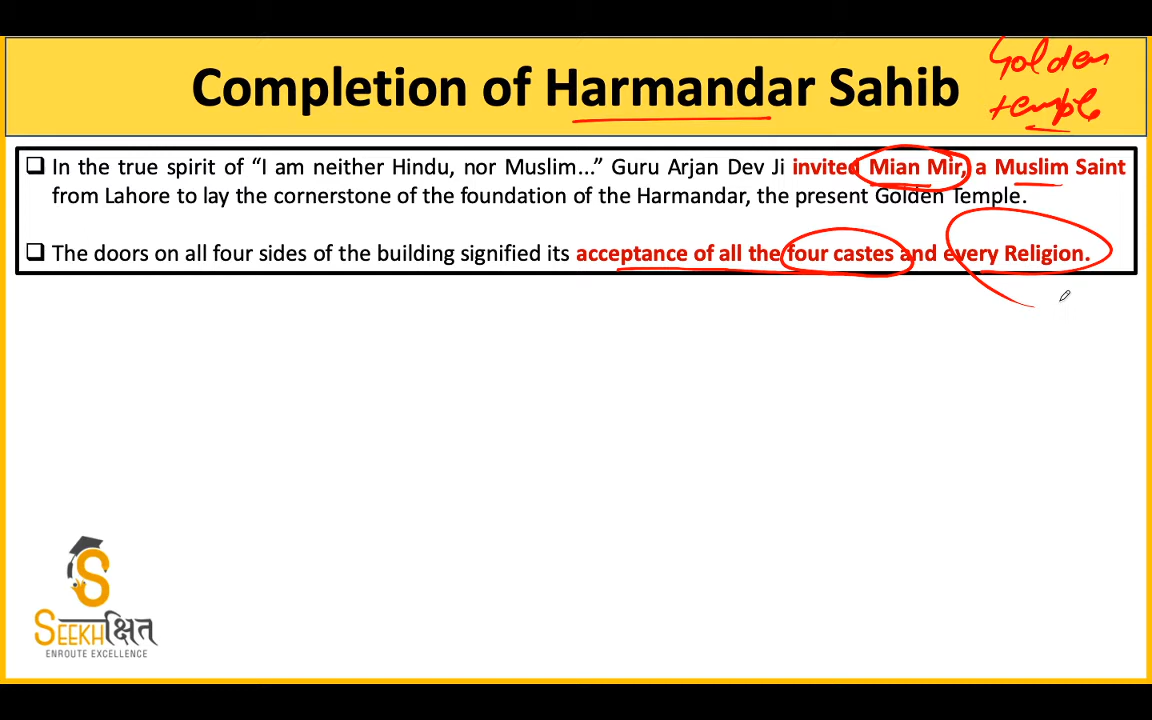 Completion of Harmandar Sahib
Golden
temple
❑ In the true spirit of “I am neither Hindu, nor Muslim...” Guru Arjan Dev Ji invited Mian Mir, a Muslim Saint
from Lahore to lay the cornerstone of the foundation of the Harmandar, the present Golden Temple.
❑ The doors on all four sides of the building signified its acceptance of all the four castes and every Religion.
S
SEEKHक्षित
ENROUTE EXCELLENCE